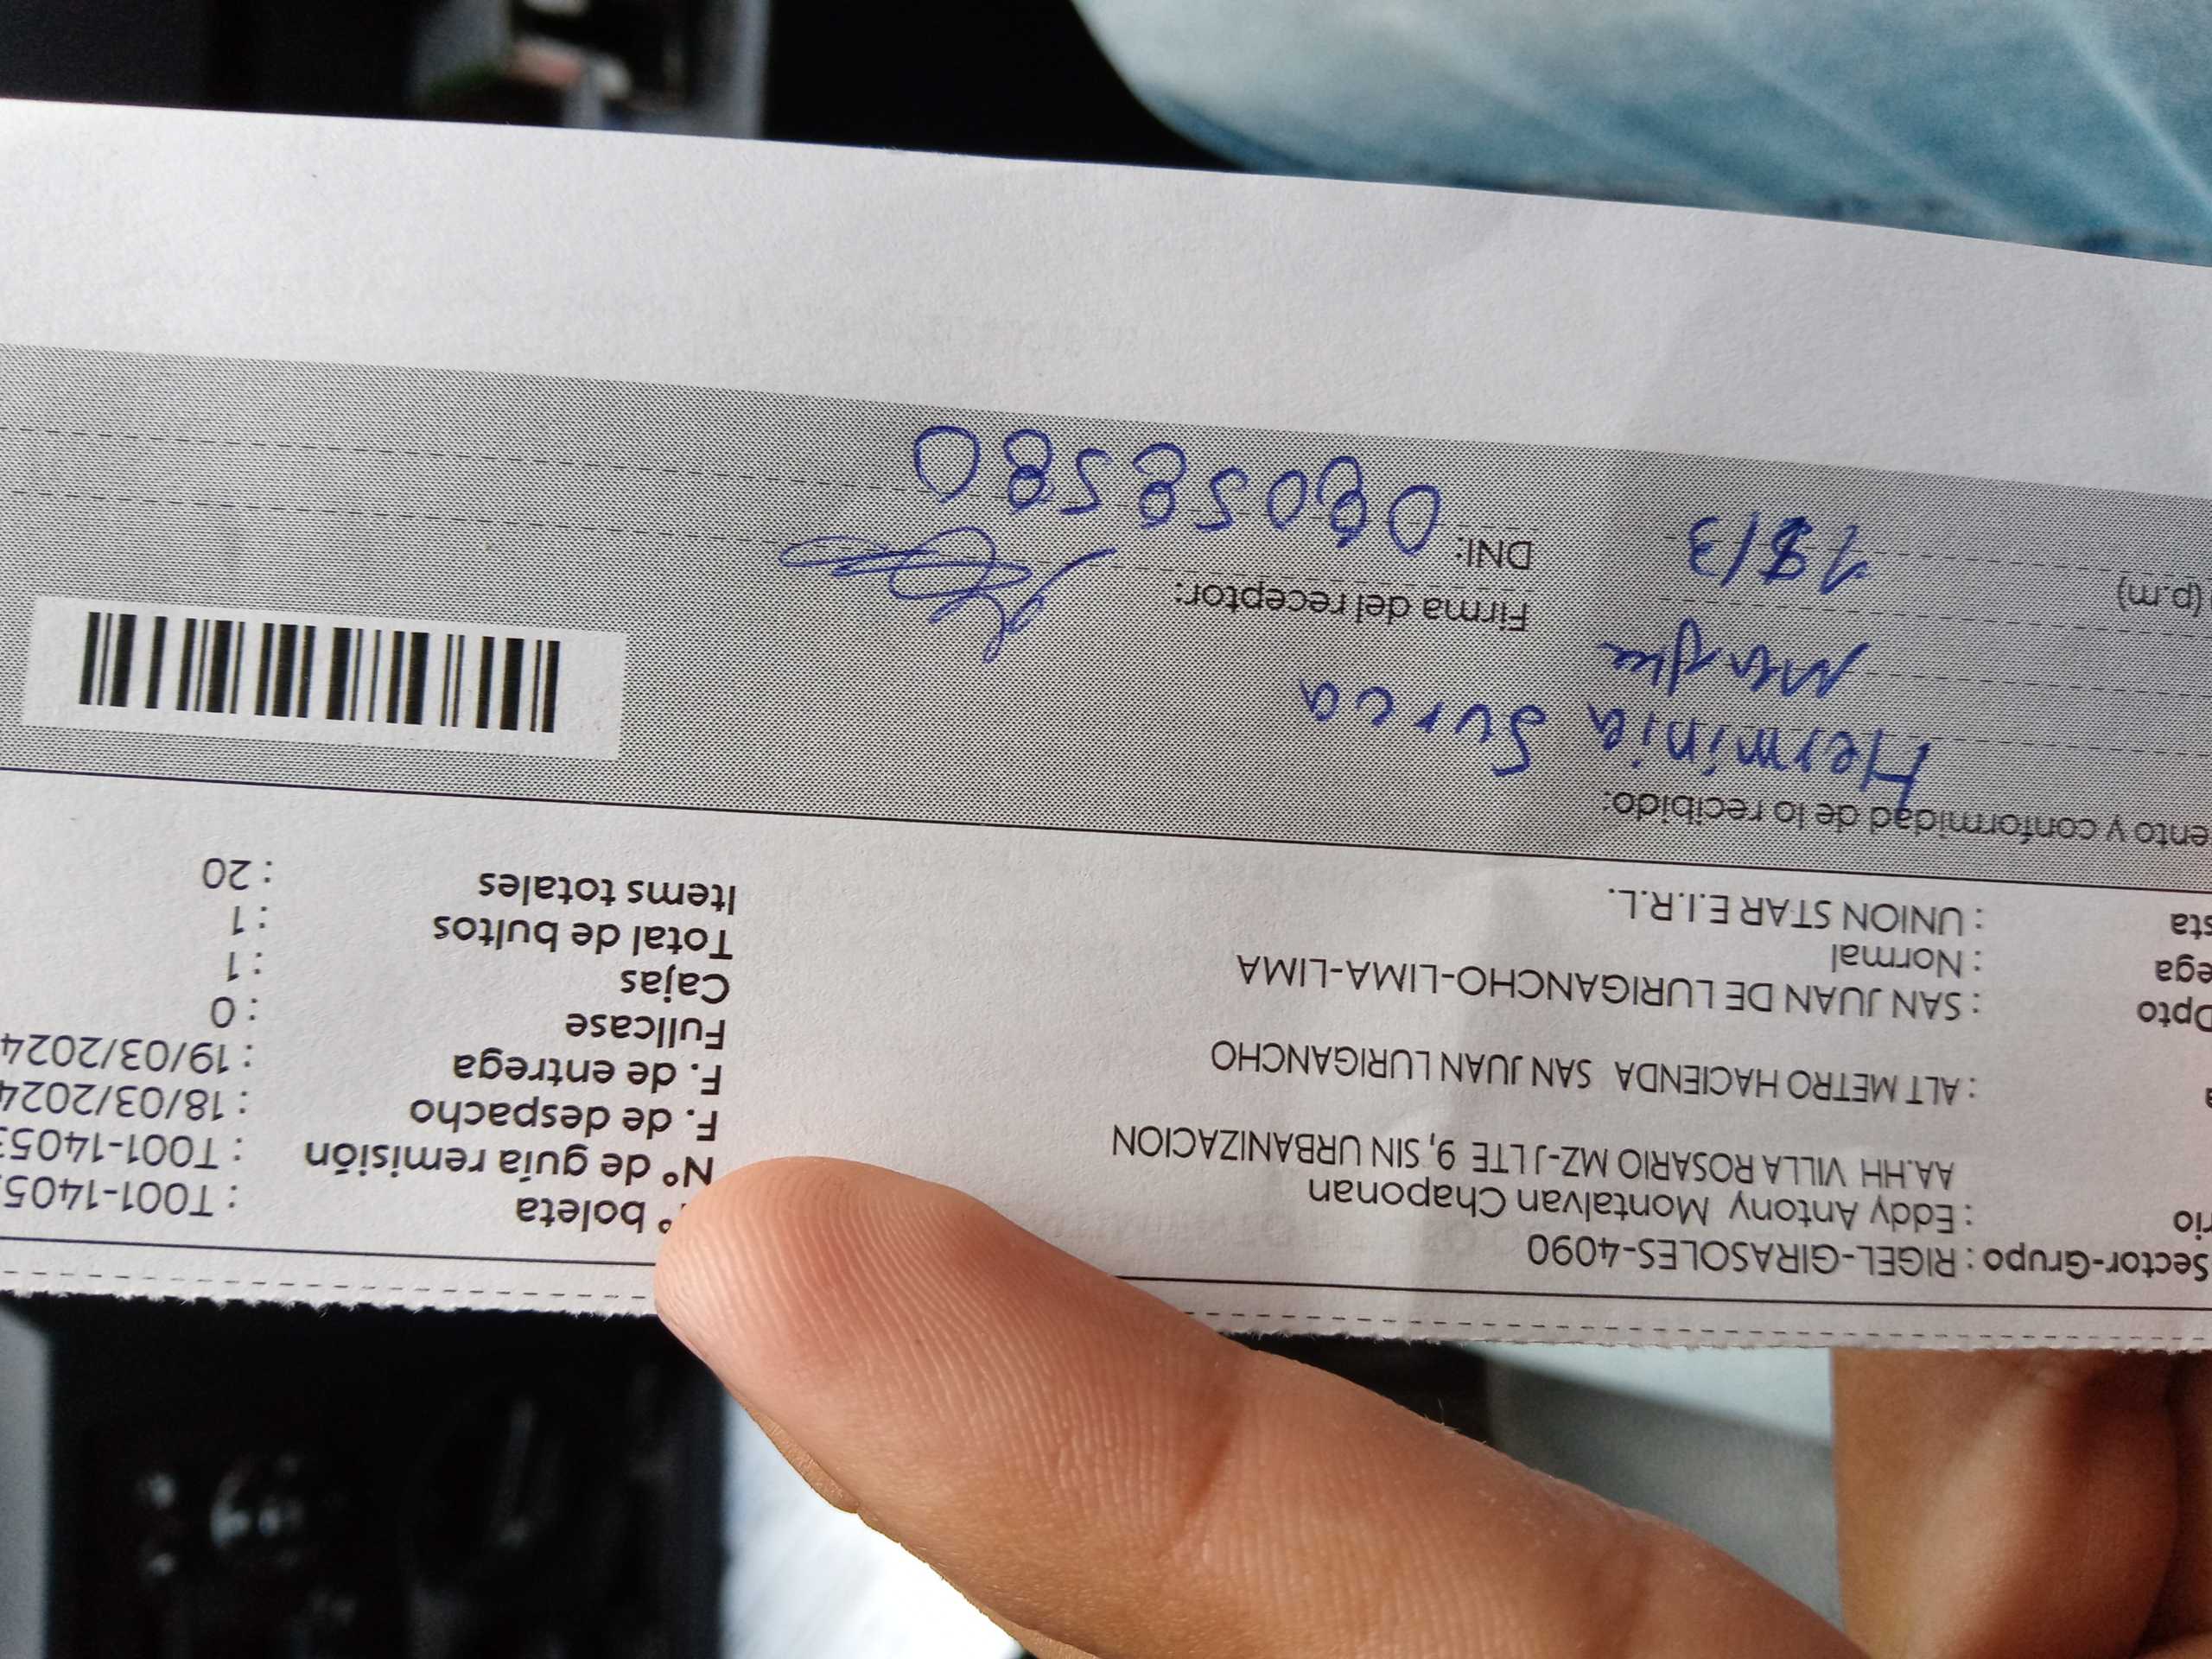 Sector-Grupo : RIGEL-GIRASOLES-4090
rio : Eddy Antony Montalvan Chaponan
AA.HH VILLA ROSARIO MZ-J LTE 9, SIN URBANIZACION
a : ALT METRO HACIENDA SAN JUAN LURIGANCHO
Dpto : SAN JUAN DE LURIGANCHO-LIMA-LIMA
ega : Normal
sta : UNION STAR E.I.R.L.
° boleta : T001-1405
N° de guía remisión : T001-14053
F. de despacho : 18/03/2024
F. de entrega : 19/03/2024
Fullcase : 0
Cajas : 1
Total de bultos : 1
Items totales : 20
ento y conformidad de lo recibido:
Herminia Surca
Madre
Firma del receptor:
(p.m) 18/3
DNI: 08058580